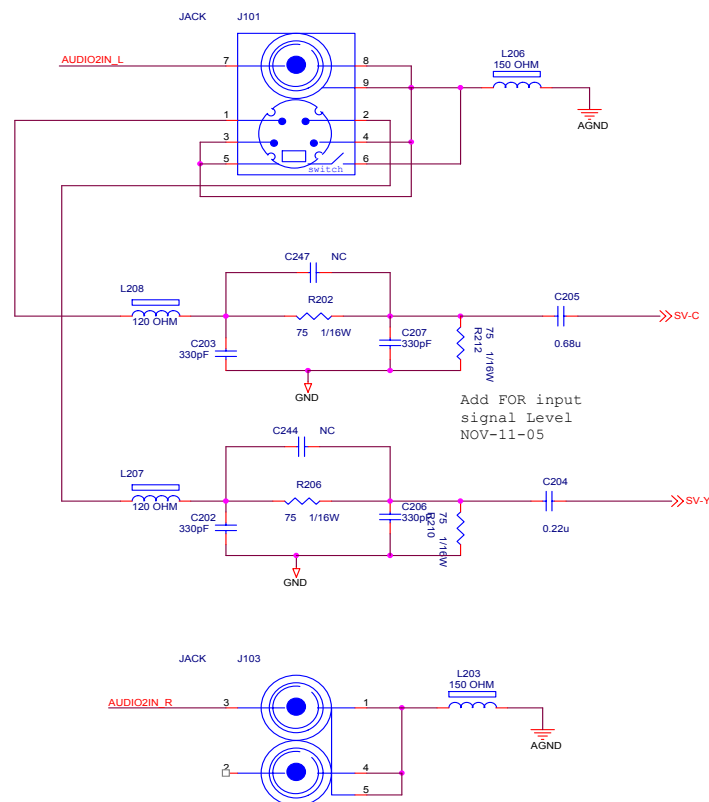 JACK J101
L206
150 OHM
AUDIO2IN_L
7 8
9
AGND
1 2
3 4
5 6
switch
C247 NC
L208
120 OHM
R202
75 1/16W
C203
330pF
C207
330pF
75 1/16W
R212
C205
0.68u
SV-C
GND
Add FOR input
signal Level
NOV-11-05
C244 NC
L207
120 OHM
R206
75 1/16W
C202
330pF
C206
330pF
75 1/16W
R210
C204
0.22u
SV-Y
GND
JACK J103
L203
150 OHM
AUDIO2IN_R
3 1
AGND
2 4
5